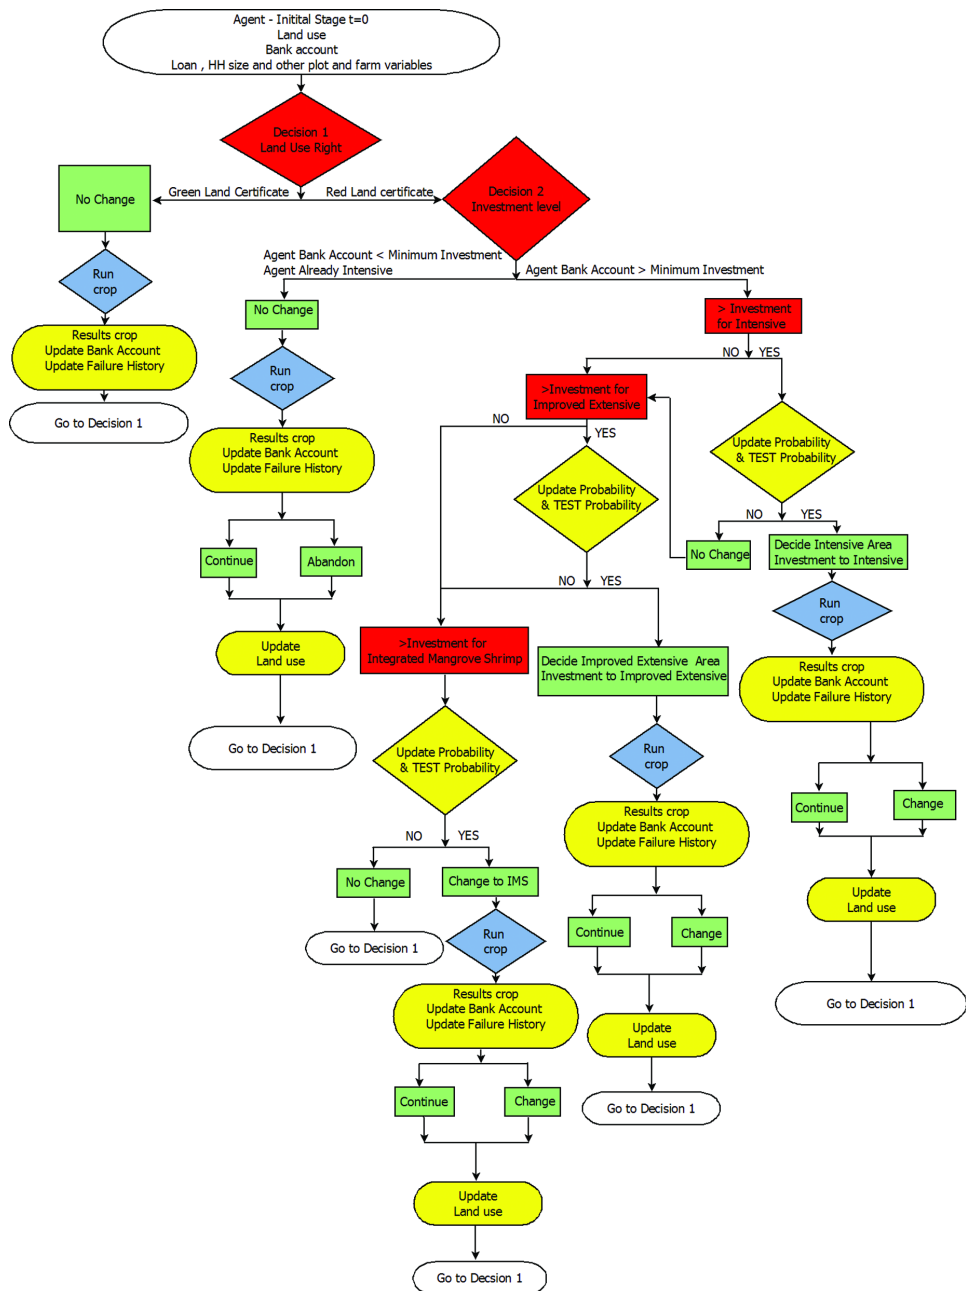 Agent - Initital Stage t=0
Land use
Bank account
Loan , HH size and other plot and farm variables
Decision 1
Land Use Right
Green Land Certificate
Red Land certificate
No Change
Decision 2
Investment level
Run
crop
Agent Bank Account < Minimum Investment
Agent Already Intensive
Agent Bank Account > Minimum Investment
Results crop
Update Bank Account
Update Failure History
Go to Decision 1
No Change
> Investment
for Intensive
NO
YES
Run
crop
>Investment for
Improved Extensive
NO
YES
Results crop
Update Bank Account
Update Failure History
Update Probability
& TEST Probability
Update Probability
& TEST Probability
NO
YES
Continue
Abandon
No Change
Decide Intensive Area
Investment to Intensive
NO
YES
Run
crop
Update
Land use
>Investment for
Integrated Mangrove Shrimp
Decide Improved Extensive Area
Investment to Improved Extensive
Results crop
Update Bank Account
Update Failure History
Go to Decision 1
Update Probability
& TEST Probability
Run
crop
Results crop
Update Bank Account
Update Failure History
Continue
Change
NO
YES
No Change
Change to IMS
Update
Land use
Go to Decision 1
Run
crop
Continue
Change
Results crop
Update Bank Account
Update Failure History
Go to Decision 1
Update
Land use
Continue
Change
Go to Decision 1
Update
Land use
Go to Decsion 1